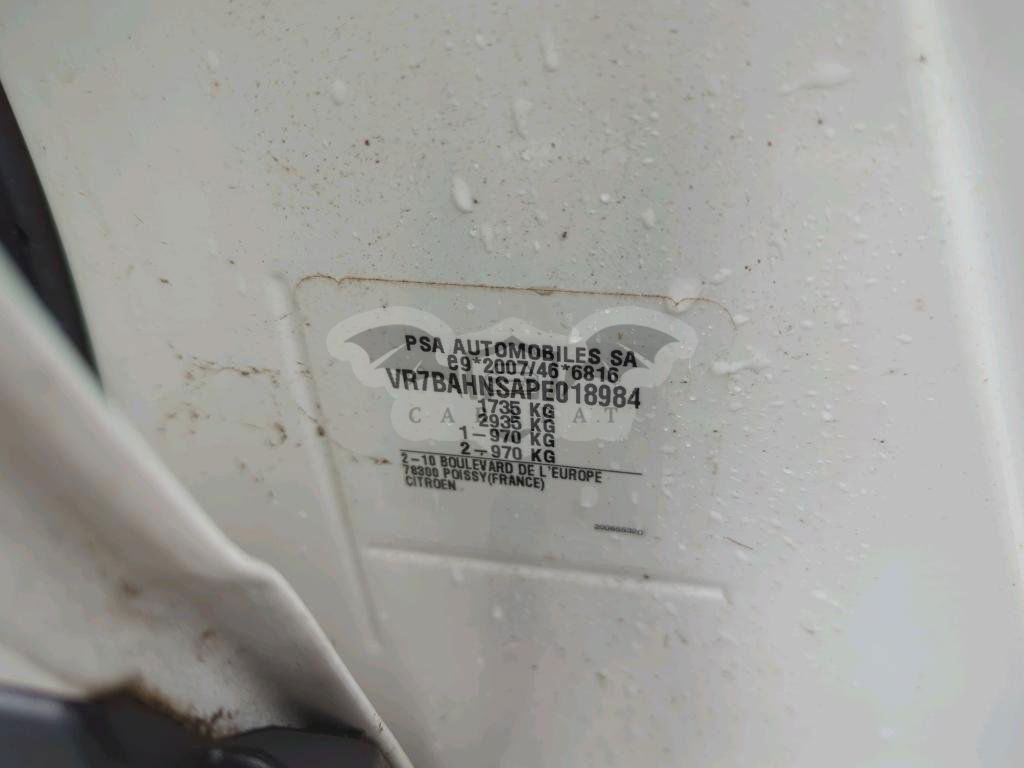 PSA AUTOMOBILES SA
e9*2007/46*6816
VR7BAHNSAPE018984
1735 KG
2935 KG
1-970 KG
2-970 KG
2-10 BOULEVARD DE L'EUROPE
78300 POISSY(FRANCE)
CITROEN